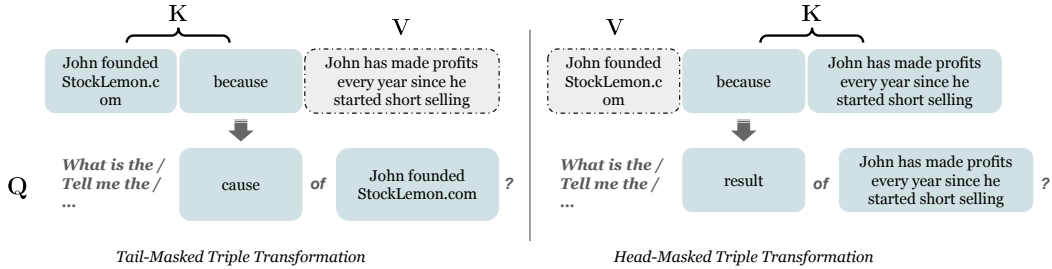 K
V
John founded
StockLemon.c
om
because
John has made profits
every year since he
started short selling
Q
What is the /
Tell me the /
...
cause
of
John founded
StockLemon.com
?
Tail-Masked Triple Transformation
V
K
John founded
StockLemon.c
om
because
John has made profits
every year since he
started short selling
What is the /
Tell me the /
...
result
of
John has made profits
every year since he
started short selling
?
Head-Masked Triple Transformation